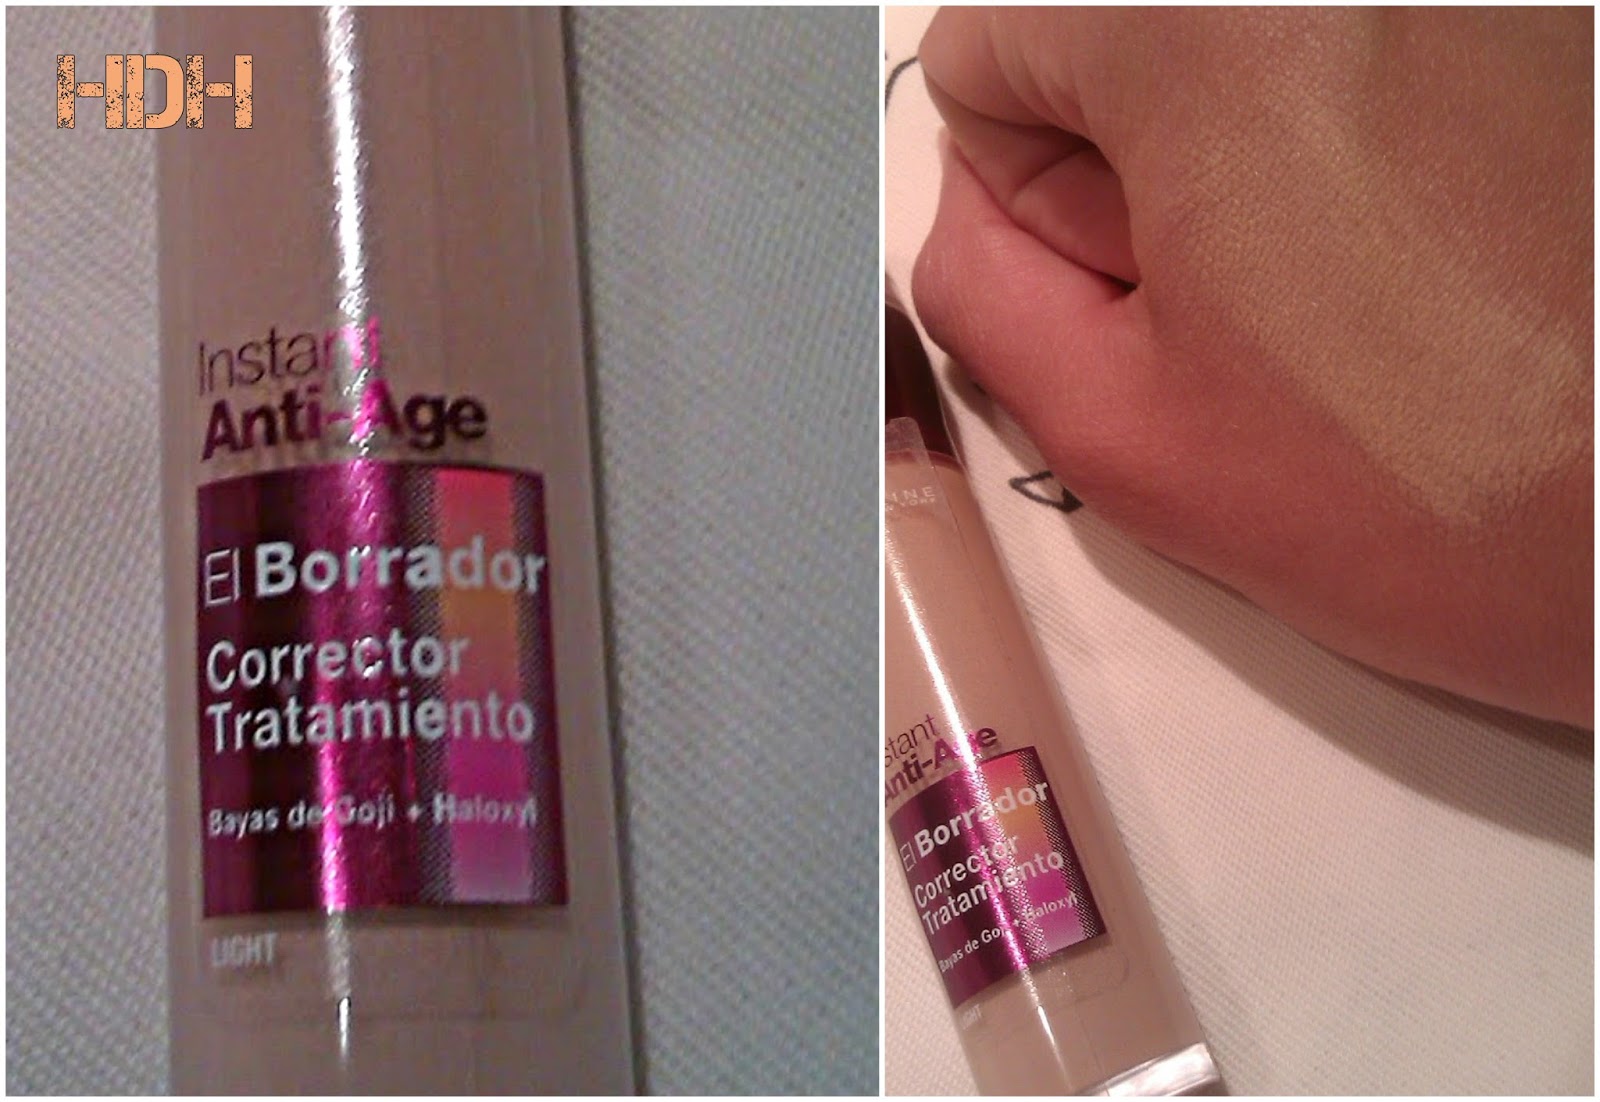 HDH
Instant
Anti-Age
El Borrador
Corrector
Tratamiento
Bayas de Goji + Haloxyl
LIGHT
Anti-Age
El Borrador
Corrector
Tratamiento
Bayas de Goji + Haloxyl
LIGHT